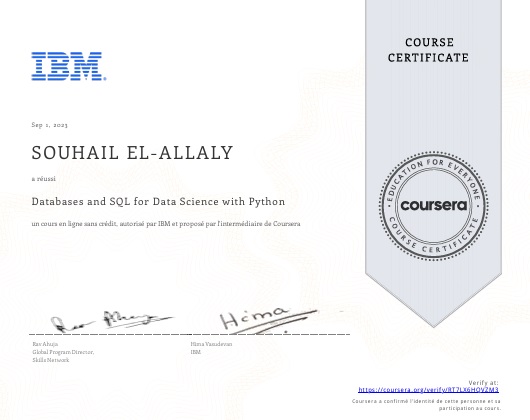 COURSE
CERTIFICATE
IBM®
Sep 1, 2023
SOUHAIL EL-ALLALY
a réussi
Databases and SQL for Data Science with Python
un cours en ligne sans crédit, autorisé par IBM et proposé par l'intermédiaire de Coursera
EDUCATION FOR EVERYONE
coursera
COURSE CERTIFICATE
Hima
Rav Ahuja
Global Program Director,
Skills Network
Hima Vasudevan
IBM
Verify at:
https://coursera.org/verify/RT7LX6HOVZM3
Coursera a confirmé l'identité de cette personne et sa
participation au cours.